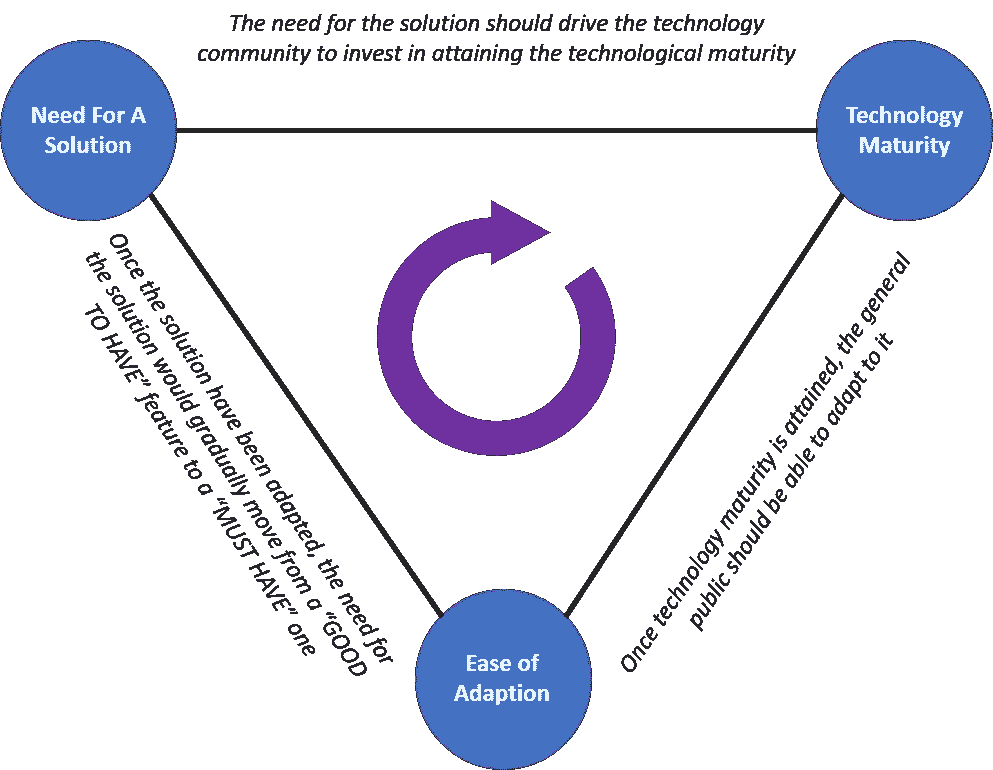 The need for the solution should drive the technology
community to invest in attaining the technological maturity
Need For A
Solution
Technology
Maturity
Once the solution have been adapted, the need for
the solution would gradually move from a “GOOD
TO HAVE” feature to a “MUST HAVE” one
Once technology maturity is attained, the general
public should be able to adapt to it
Ease of
Adaption